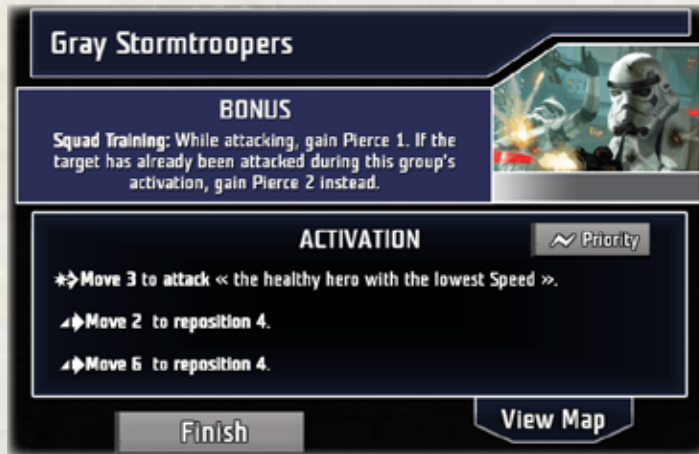 Gray Stormtroopers
BONUS
Squad Training: While attacking, gain Pierce 1. If the
target has already been attacked during this group's
activation, gain Pierce 2 instead.
ACTIVATION
Priority
Move 3 to attack « the healthy hero with the lowest Speed ».
Move 2 to reposition 4.
Move 6 to reposition 4.
Finish
View Map